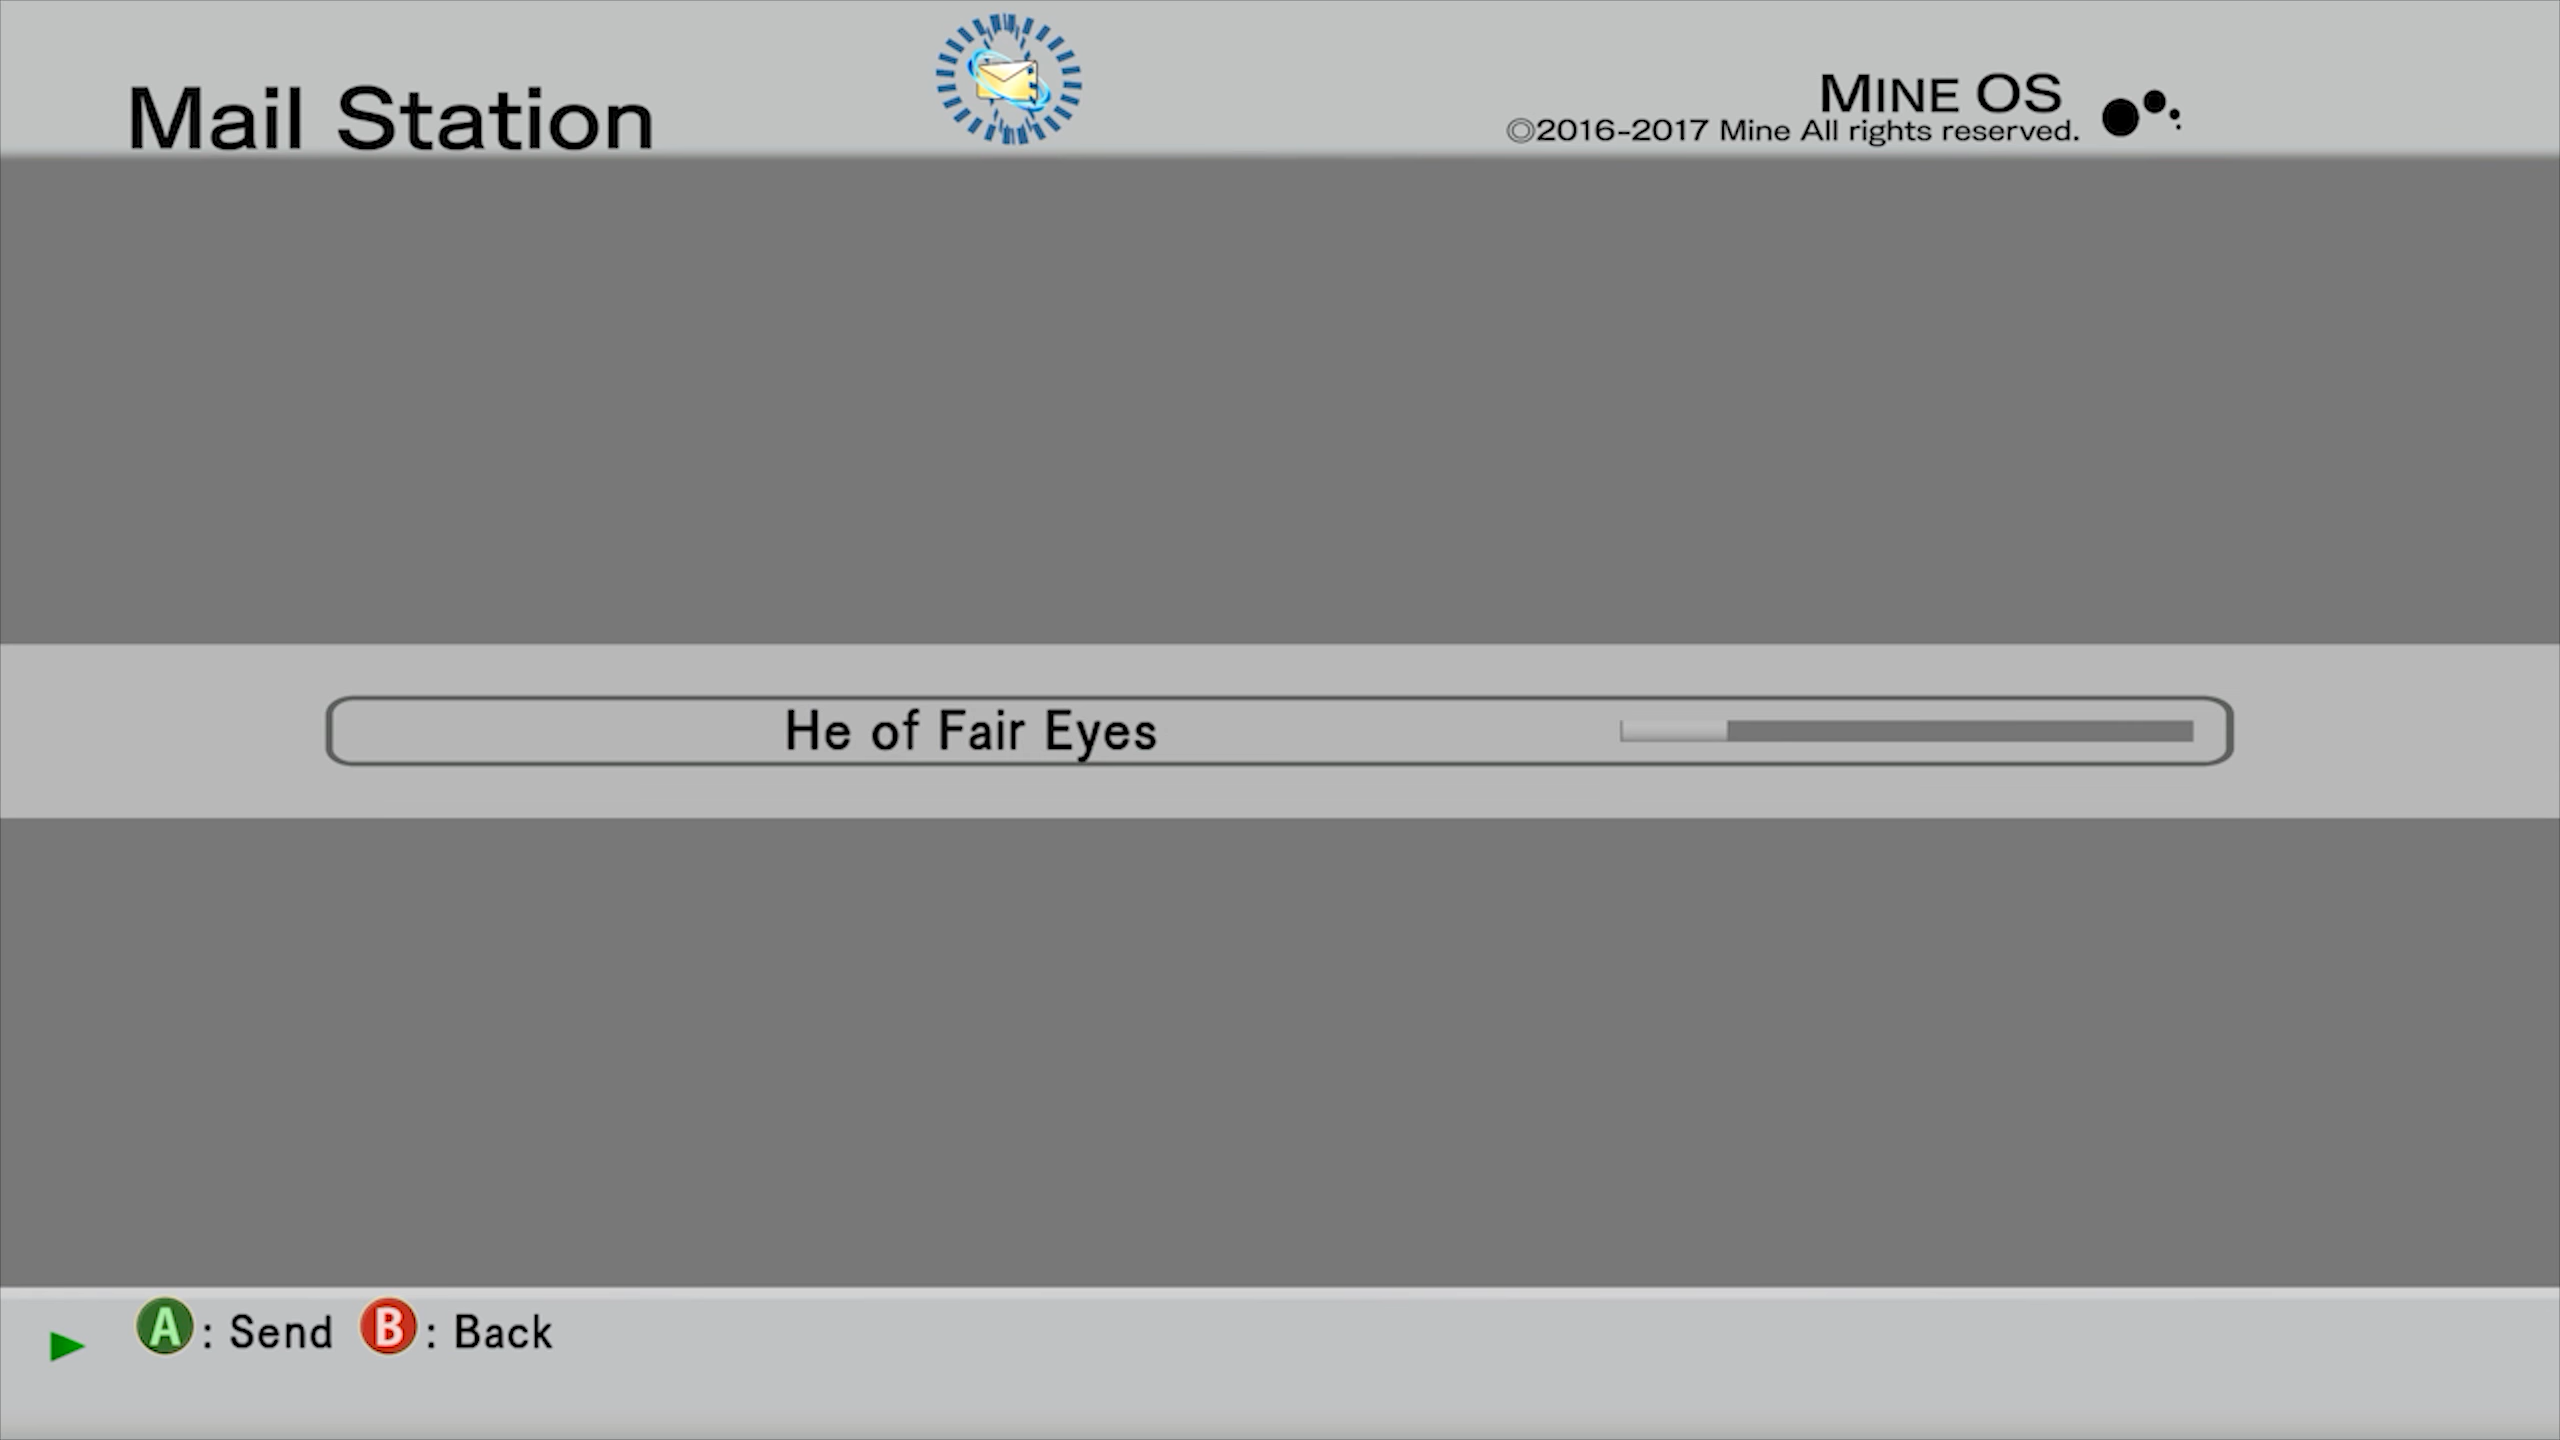 Mail Station
MINE OS
©2016-2017 Mine All rights reserved.
He of Fair Eyes
A: Send B: Back